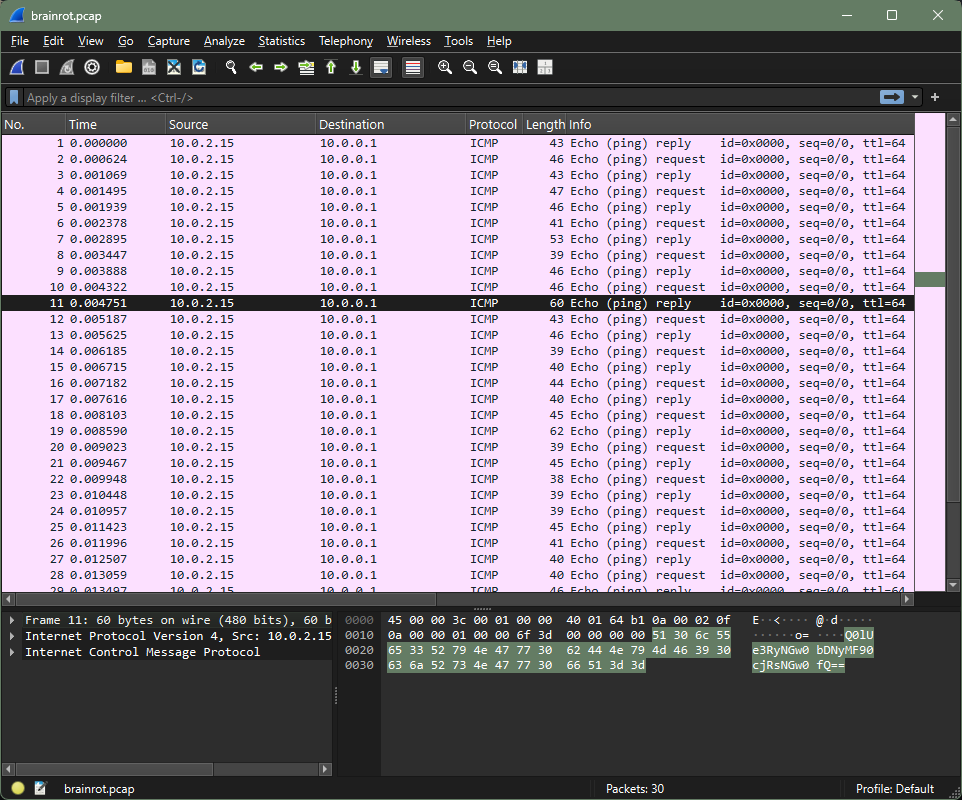 brainrot.pcap
File Edit View Go Capture Analyze Statistics Telephony Wireless Tools Help
Apply a display filter ... <Ctrl-/>
No. Time Source Destination Protocol Length Info
1 0.000000 10.0.2.15 10.0.0.1 ICMP 43 Echo (ping) reply id=0x0000, seq=0/0, ttl=64
2 0.000624 10.0.2.15 10.0.0.1 ICMP 46 Echo (ping) request id=0x0000, seq=0/0, ttl=64
3 0.001069 10.0.2.15 10.0.0.1 ICMP 43 Echo (ping) reply id=0x0000, seq=0/0, ttl=64
4 0.001495 10.0.2.15 10.0.0.1 ICMP 47 Echo (ping) request id=0x0000, seq=0/0, ttl=64
5 0.001939 10.0.2.15 10.0.0.1 ICMP 46 Echo (ping) reply id=0x0000, seq=0/0, ttl=64
6 0.002378 10.0.2.15 10.0.0.1 ICMP 41 Echo (ping) request id=0x0000, seq=0/0, ttl=64
7 0.002895 10.0.2.15 10.0.0.1 ICMP 53 Echo (ping) reply id=0x0000, seq=0/0, ttl=64
8 0.003447 10.0.2.15 10.0.0.1 ICMP 39 Echo (ping) request id=0x0000, seq=0/0, ttl=64
9 0.003888 10.0.2.15 10.0.0.1 ICMP 46 Echo (ping) reply id=0x0000, seq=0/0, ttl=64
10 0.004322 10.0.2.15 10.0.0.1 ICMP 46 Echo (ping) request id=0x0000, seq=0/0, ttl=64
11 0.004751 10.0.2.15 10.0.0.1 ICMP 60 Echo (ping) reply id=0x0000, seq=0/0, ttl=64
12 0.005187 10.0.2.15 10.0.0.1 ICMP 43 Echo (ping) request id=0x0000, seq=0/0, ttl=64
13 0.005625 10.0.2.15 10.0.0.1 ICMP 46 Echo (ping) reply id=0x0000, seq=0/0, ttl=64
14 0.006185 10.0.2.15 10.0.0.1 ICMP 39 Echo (ping) request id=0x0000, seq=0/0, ttl=64
15 0.006715 10.0.2.15 10.0.0.1 ICMP 40 Echo (ping) reply id=0x0000, seq=0/0, ttl=64
16 0.007182 10.0.2.15 10.0.0.1 ICMP 44 Echo (ping) request id=0x0000, seq=0/0, ttl=64
17 0.007616 10.0.2.15 10.0.0.1 ICMP 40 Echo (ping) reply id=0x0000, seq=0/0, ttl=64
18 0.008103 10.0.2.15 10.0.0.1 ICMP 45 Echo (ping) request id=0x0000, seq=0/0, ttl=64
19 0.008590 10.0.2.15 10.0.0.1 ICMP 62 Echo (ping) reply id=0x0000, seq=0/0, ttl=64
20 0.009023 10.0.2.15 10.0.0.1 ICMP 39 Echo (ping) request id=0x0000, seq=0/0, ttl=64
21 0.009467 10.0.2.15 10.0.0.1 ICMP 45 Echo (ping) reply id=0x0000, seq=0/0, ttl=64
22 0.009948 10.0.2.15 10.0.0.1 ICMP 38 Echo (ping) request id=0x0000, seq=0/0, ttl=64
23 0.010448 10.0.2.15 10.0.0.1 ICMP 39 Echo (ping) reply id=0x0000, seq=0/0, ttl=64
24 0.010957 10.0.2.15 10.0.0.1 ICMP 39 Echo (ping) request id=0x0000, seq=0/0, ttl=64
25 0.011423 10.0.2.15 10.0.0.1 ICMP 45 Echo (ping) reply id=0x0000, seq=0/0, ttl=64
26 0.011996 10.0.2.15 10.0.0.1 ICMP 41 Echo (ping) request id=0x0000, seq=0/0, ttl=64
27 0.012507 10.0.2.15 10.0.0.1 ICMP 40 Echo (ping) reply id=0x0000, seq=0/0, ttl=64
28 0.013059 10.0.2.15 10.0.0.1 ICMP 40 Echo (ping) request id=0x0000, seq=0/0, ttl=64
Frame 11: 60 bytes on wire (480 bits), 60 b
Internet Protocol Version 4, Src: 10.0.2.15
Internet Control Message Protocol
0000 45 00 00 3c 00 01 00 00 40 01 64 b1 0a 00 02 0f E··<···· @·d·····
0010 0a 00 00 01 00 00 6f 3d 00 00 00 00 51 30 6c 55 ······o= ····Q0lU
0020 65 33 52 79 4e 47 77 30 62 44 4e 79 4d 46 39 30 e3RyNGw0 bDNyMF90
0030 63 6a 52 73 4e 47 77 30 66 51 3d 3d cjRsNGw0 fQ==
brainrot.pcap
Packets: 30
Profile: Default